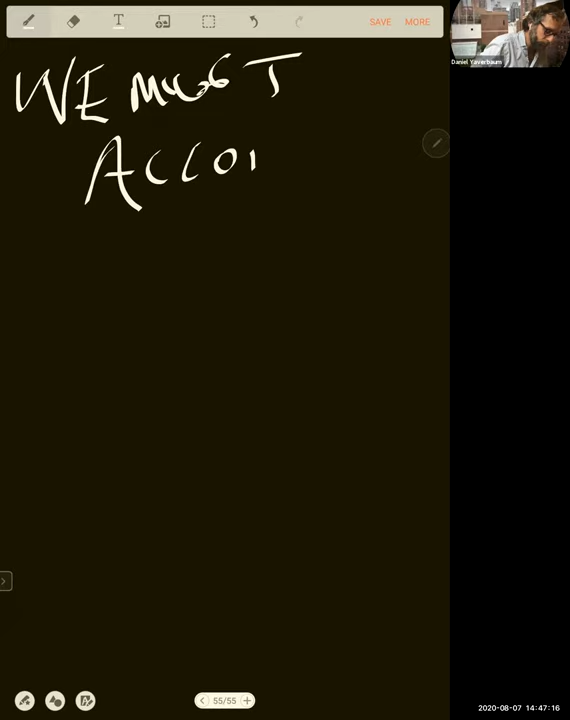 SAVE MORE
Daniel Yaverbaum
WE MUST
ACCO
55/55
2020-08-07 14:47:16